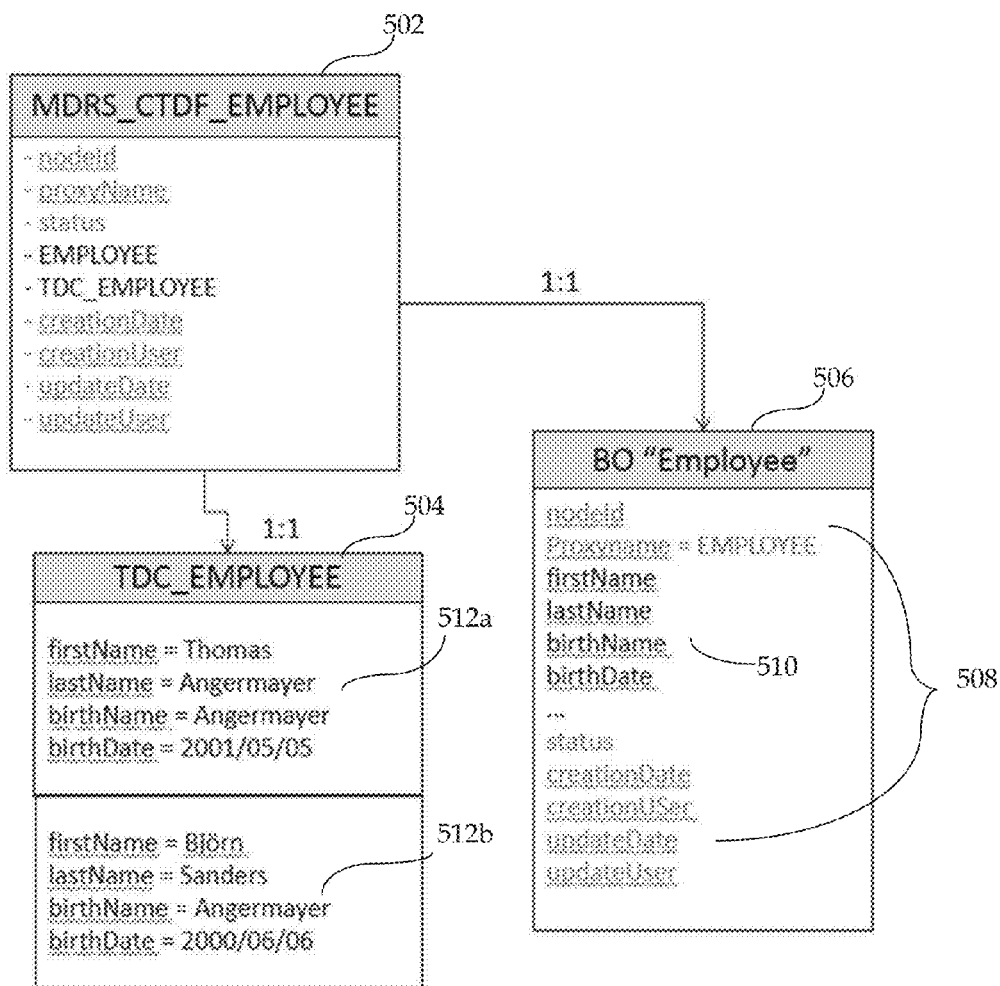 502
MDRS_CTDF_EMPLOYEE
- nodeId
- proxyName
- status
- EMPLOYEE
- TDC_EMPLOYEE
- creationDate
- creationUser
- updateDate
- updateUser
1:1
506
BO "Employee"
nodeId
Proxyname = EMPLOYEE
firstName
lastName
birthName
birthDate
...
status
creationDate
creationUSer
updateDate
updateUser
510
508
1:1
504
TDC_EMPLOYEE
firstName = Thomas
lastName = Angermayer
birthName = Angermayer
birthDate = 2001/05/05
512a
firstName = Björn
lastName = Sanders
birthName = Angermayer
birthDate = 2000/06/06
512b